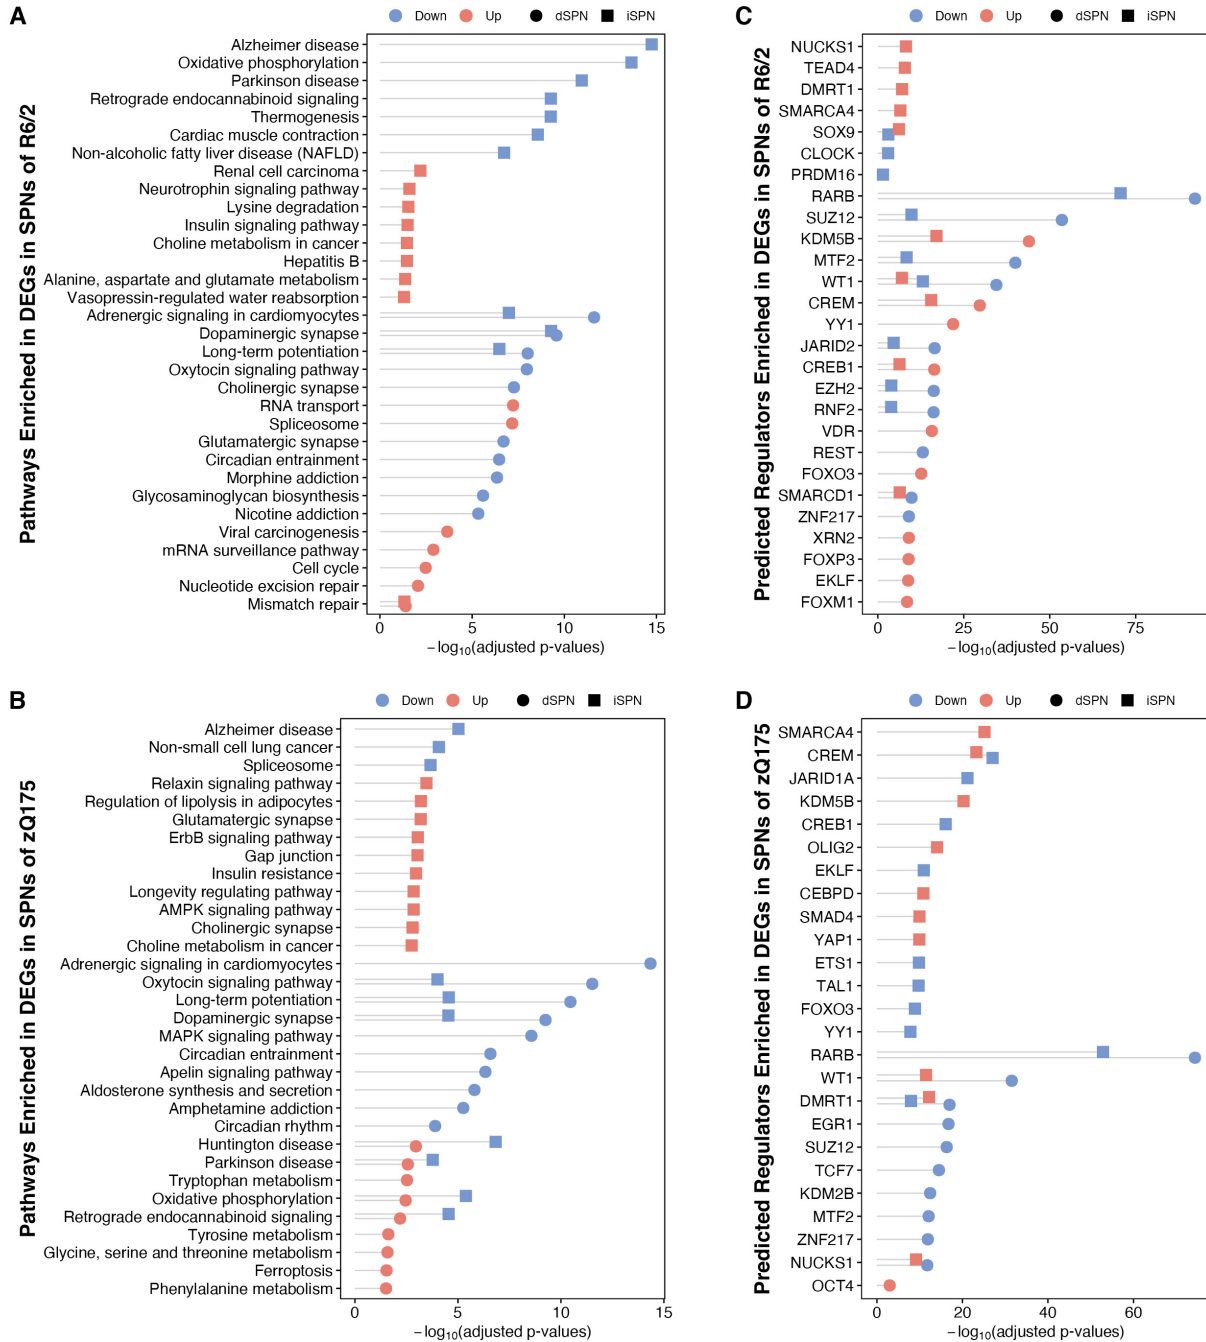 A
Down Up dSPN iSPN
Pathways Enriched in DEGs in SPNs of R6/2
Alzheimer disease
Oxidative phosphorylation
Parkinson disease
Retrograde endocannabinoid signaling
Thermogenesis
Cardiac muscle contraction
Non-alcoholic fatty liver disease (NAFLD)
Renal cell carcinoma
Neurotrophin signaling pathway
Lysine degradation
Insulin signaling pathway
Choline metabolism in cancer
Hepatitis B
Alanine, aspartate and glutamate metabolism
Vasopressin-regulated water reabsorption
Adrenergic signaling in cardiomyocytes
Dopaminergic synapse
Long-term potentiation
Oxytocin signaling pathway
Cholinergic synapse
RNA transport
Spliceosome
Glutamatergic synapse
Circadian entrainment
Morphine addiction
Glycosaminoglycan biosynthesis
Nicotine addiction
Viral carcinogenesis
mRNA surveillance pathway
Cell cycle
Nucleotide excision repair
Mismatch repair
0 5 10 15
−log₁₀(adjusted p-values)
B
Down Up dSPN iSPN
Pathways Enriched in DEGs in SPNs of zQ175
Alzheimer disease
Non-small cell lung cancer
Spliceosome
Relaxin signaling pathway
Regulation of lipolysis in adipocytes
Glutamatergic synapse
ErbB signaling pathway
Gap junction
Insulin resistance
Longevity regulating pathway
AMPK signaling pathway
Cholinergic synapse
Choline metabolism in cancer
Adrenergic signaling in cardiomyocytes
Oxytocin signaling pathway
Long-term potentiation
Dopaminergic synapse
MAPK signaling pathway
Circadian entrainment
Apelin signaling pathway
Aldosterone synthesis and secretion
Amphetamine addiction
Circadian rhythm
Huntington disease
Parkinson disease
Tryptophan metabolism
Oxidative phosphorylation
Retrograde endocannabinoid signaling
Tyrosine metabolism
Glycine, serine and threonine metabolism
Ferroptosis
Phenylalanine metabolism
0 5 10 15
−log₁₀(adjusted p-values)
C
Down Up dSPN iSPN
Predicted Regulators Enriched in DEGs in SPNs of R6/2
NUCKS1
TEAD4
DMRT1
SMARCA4
SOX9
CLOCK
PRDM16
RARB
SUZ12
KDM5B
MTF2
WT1
CREM
YY1
JARID2
CREB1
EZH2
RNF2
VDR
REST
FOXO3
SMARCD1
ZNF217
XRN2
FOXP3
EKLF
FOXM1
0 25 50 75
−log₁₀(adjusted p-values)
D
Down Up dSPN iSPN
Predicted Regulators Enriched in DEGs in SPNs of zQ175
SMARCA4
CREM
JARID1A
KDM5B
CREB1
OLIG2
EKLF
CEBPD
SMAD4
YAP1
ETS1
TAL1
FOXO3
YY1
RARB
WT1
DMRT1
EGR1
SUZ12
TCF7
KDM2B
MTF2
ZNF217
NUCKS1
OCT4
0 20 40 60
−log₁₀(adjusted p-values)